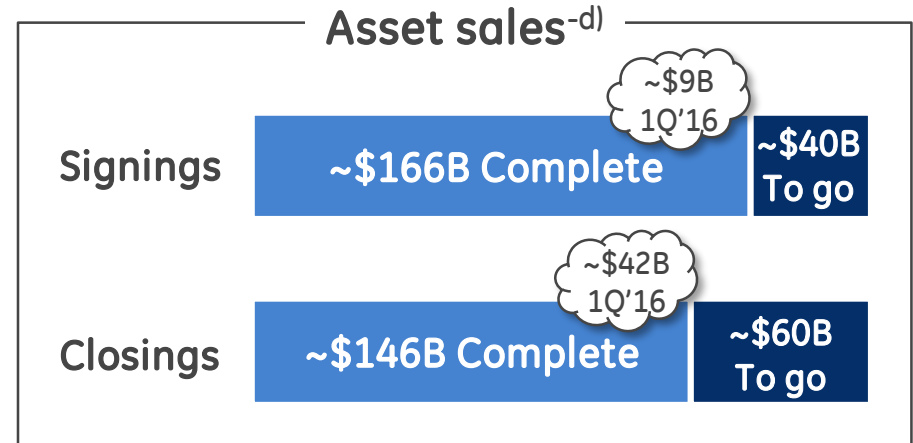 Asset sales-d)
~$9B
1Q'16
Signings
~$166B Complete
~$40B
To go
~$42B
1Q'16
Closings
~$146B Complete
~$60B
To go